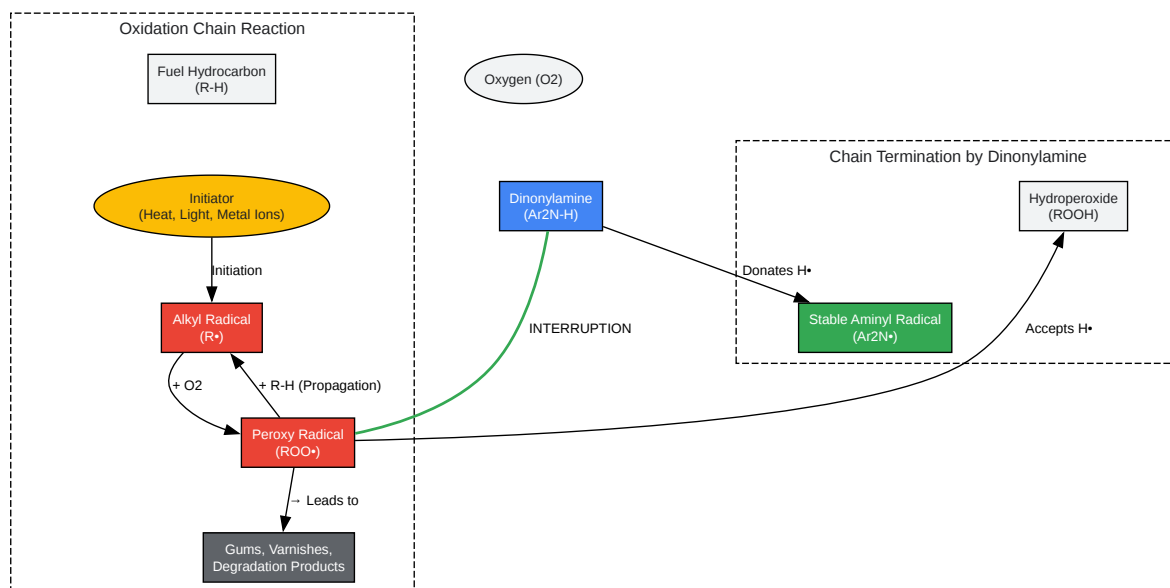 Oxidation Chain Reaction
Fuel Hydrocarbon
(R-H)
Oxygen (O2)
Chain Termination by Dinonylamine
Initiator
(Heat, Light, Metal Ions)
Dinonylamine
(Ar2N-H)
Hydroperoxide
(ROOH)
Initiation
Donates H•
Alkyl Radical
(R•)
INTERRUPTION
Stable Aminyl Radical
(Ar2N•)
Accepts H•
+ O2
+ R-H (Propagation)
Peroxy Radical
(ROO•)
→ Leads to
Gums, Varnishes,
Degradation Products